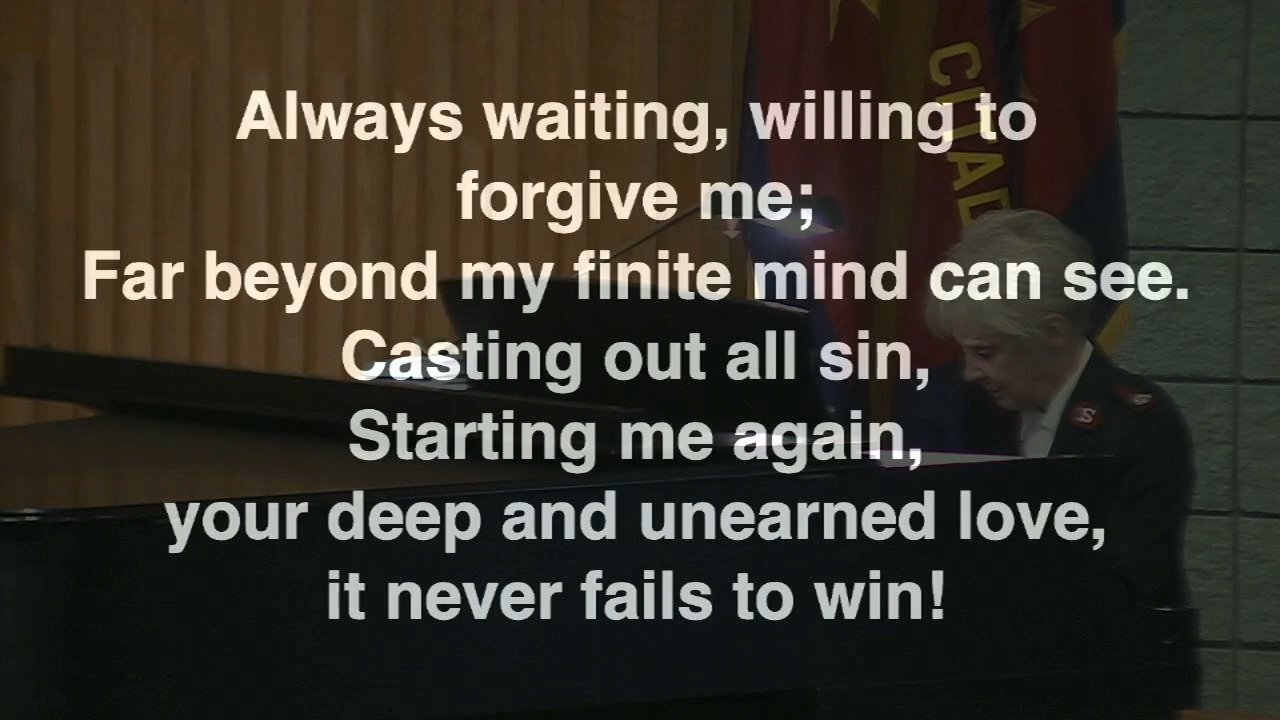 Always waiting, willing to
forgive me;
Far beyond my finite mind can see.
Casting out all sin,
Starting me again,
your deep and unearned love,
it never fails to win!
CITAD
S